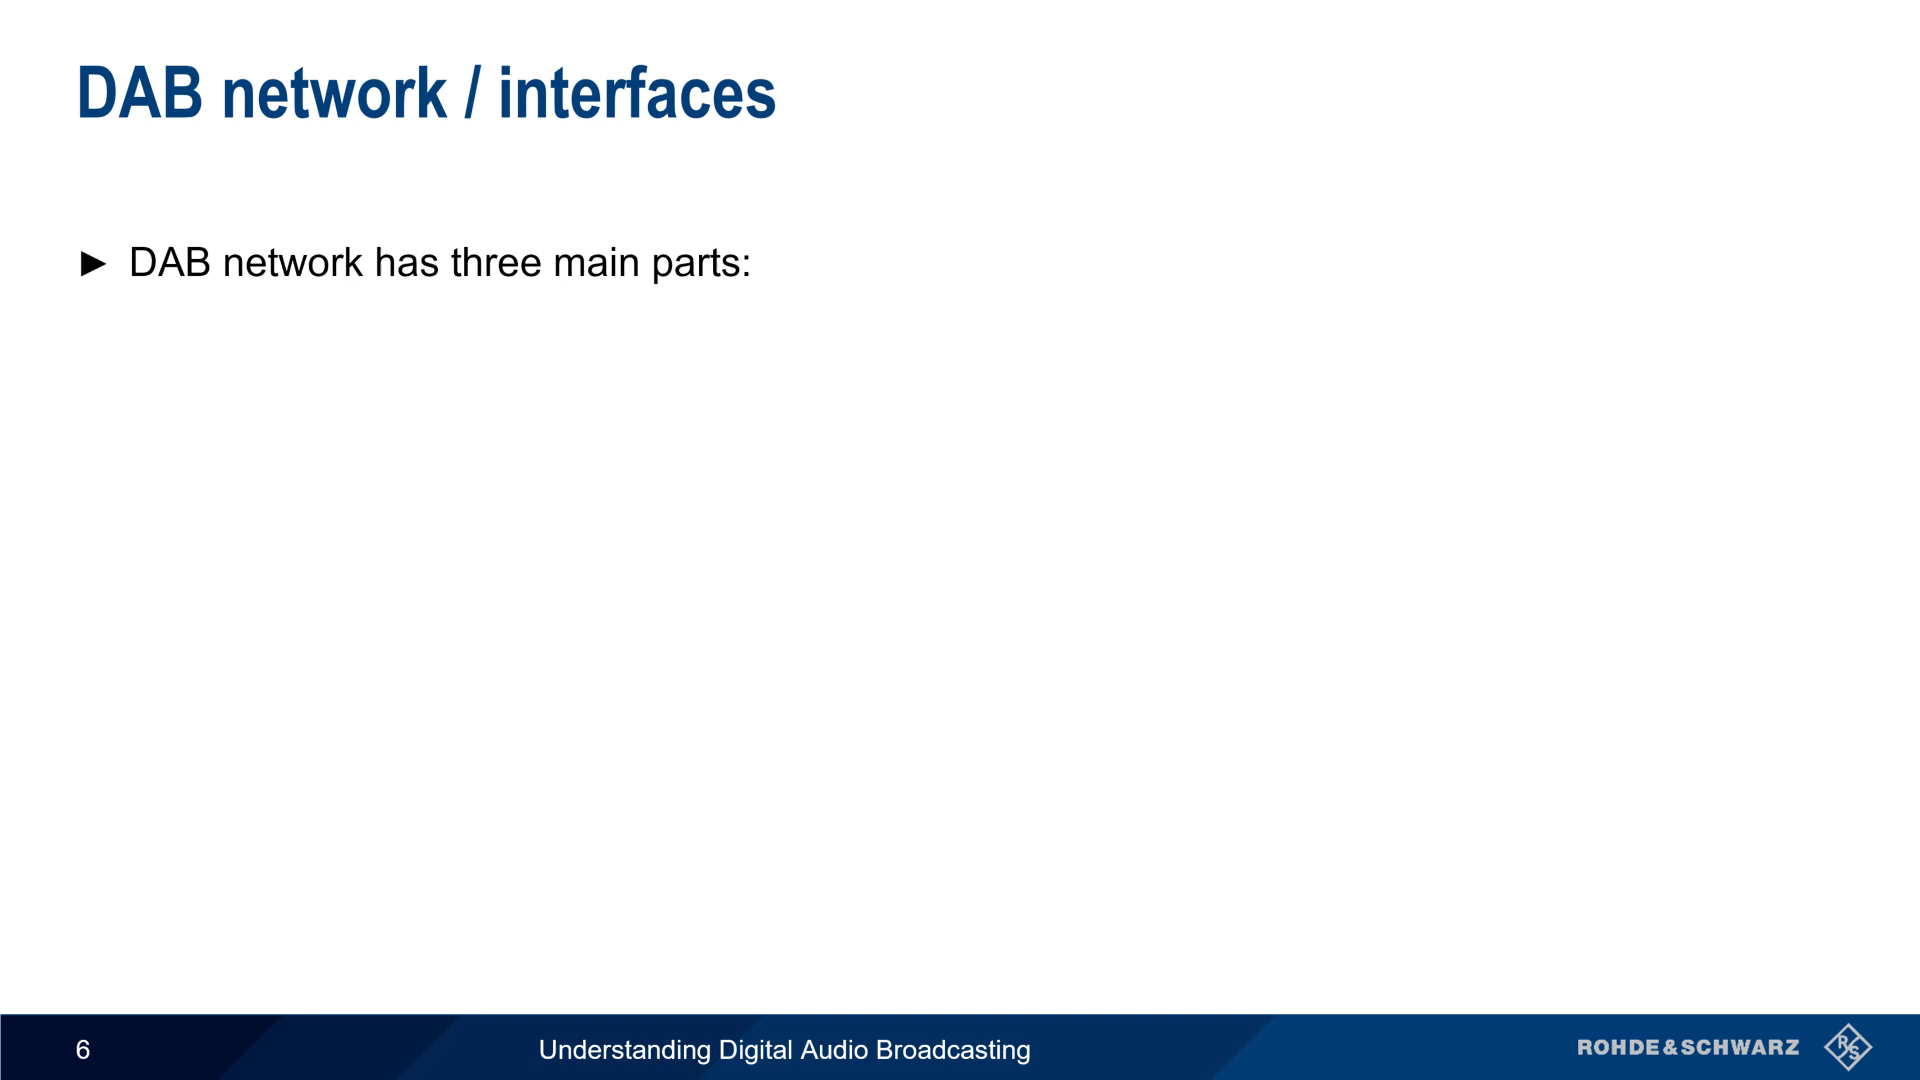 DAB network / interfaces
► DAB network has three main parts:
6
Understanding Digital Audio Broadcasting
ROHDE&SCHWARZ
R S